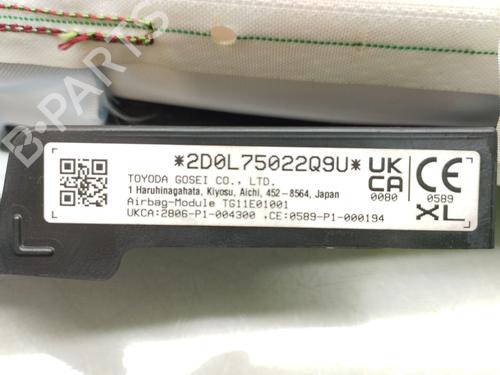 *2D0L75022Q9U*
TOYODA GOSEI CO., LTD.
1 Haruhinagahata, Kiyosu, Aichi, 452-8564, Japan
Airbag-Module TG11E01001
UKCA:2806-P1-004300 ,CE:0589-P1-000194
UK
CA
0080
CE
0589
XL
L
B-PARTS